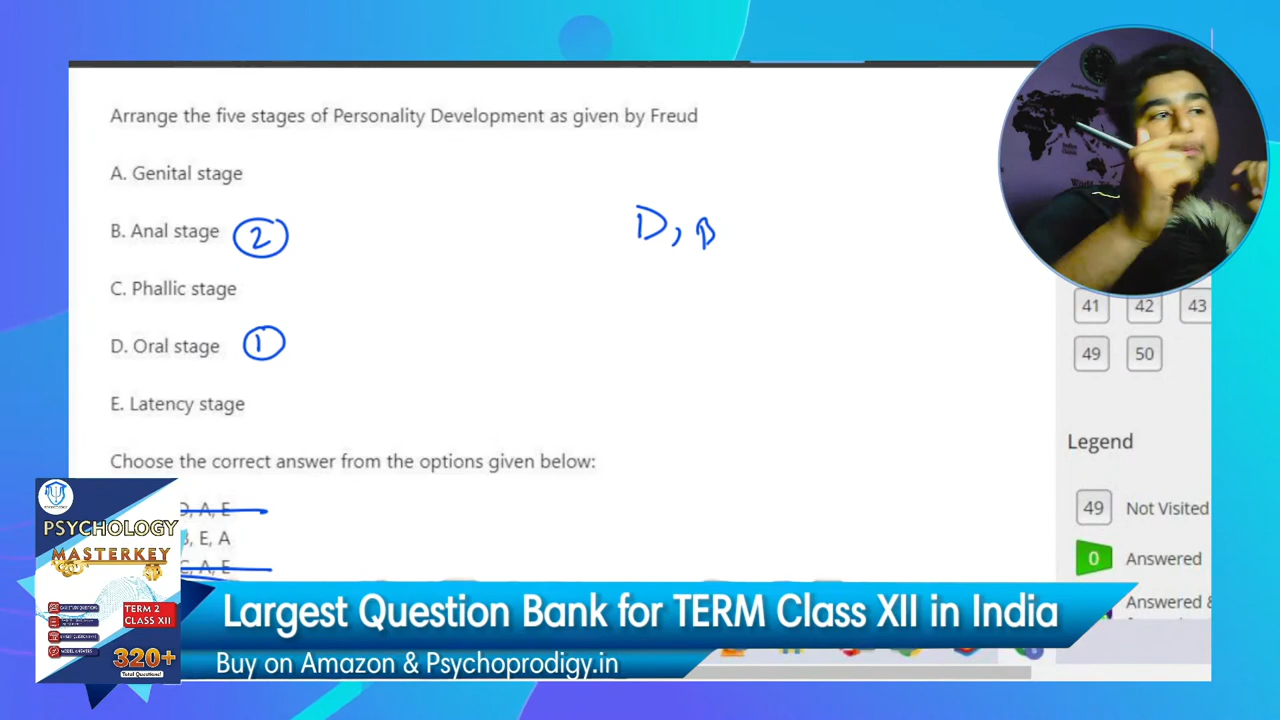 Arrange the five stages of Personality Development as given by Freud
A. Genital stage
B. Anal stage 2
D, B
C. Phallic stage
D. Oral stage 1
E. Latency stage
Choose the correct answer from the options given below:
D, A, E
B, E, A
C, A, E
41 42 43
49 50
Legend
49 Not Visited
0 Answered
Answered &
PSYCHOLOGY
MASTERKEY
TERM 2
CLASS XII
320+
Total Questions!
Largest Question Bank for TERM Class XII in India
Buy on Amazon & Psychoprodigy.in